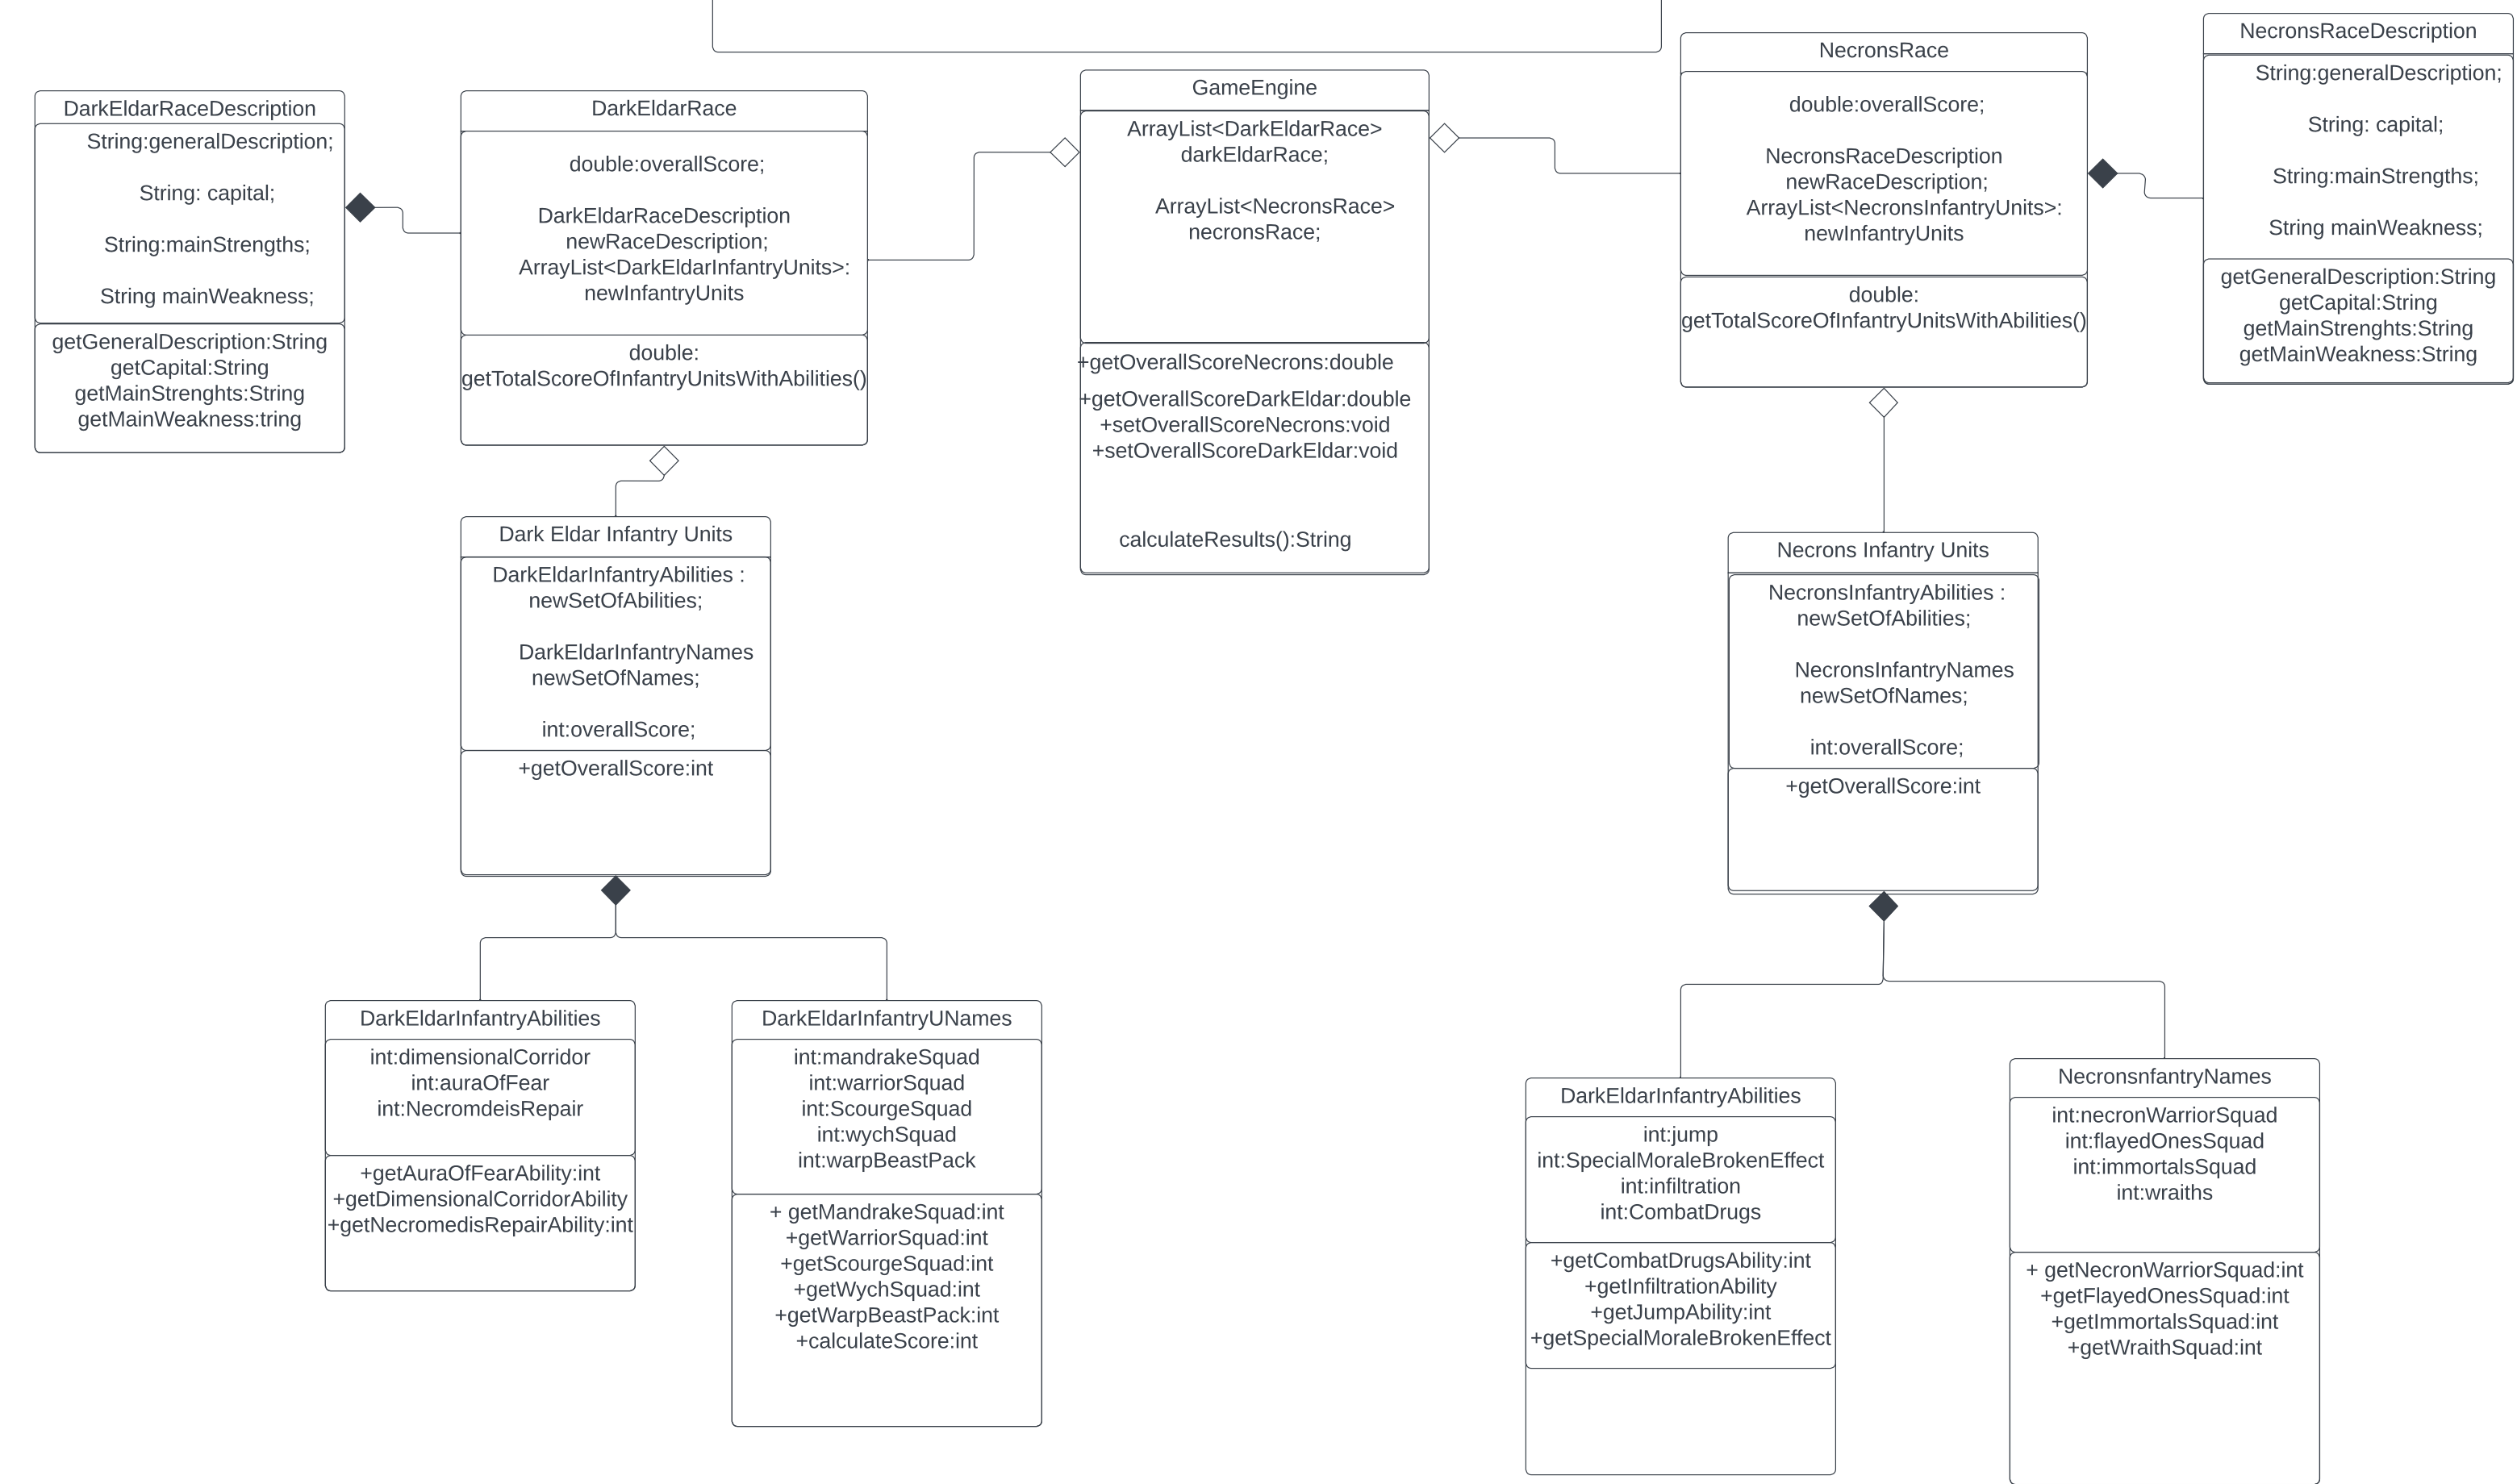 DarkEldarRaceDescription
String:generalDescription;
String: capital;
String:mainStrengths;
String mainWeakness;
getGeneralDescription:String
getCapital:String
getMainStrenghts:String
getMainWeakness:tring
DarkEldarRace
double:overallScore;
DarkEldarRaceDescription
newRaceDescription;
ArrayList<DarkEldarInfantryUnits>:
newInfantryUnits
double:
getTotalScoreOfInfantryUnitsWithAbilities()
GameEngine
ArrayList<DarkEldarRace>
darkEldarRace;
ArrayList<NecronsRace>
necronsRace;
+getOverallScoreNecrons:double
+getOverallScoreDarkEldar:double
+setOverallScoreNecrons:void
+setOverallScoreDarkEldar:void
calculateResults():String
NecronsRace
double:overallScore;
NecronsRaceDescription
newRaceDescription;
ArrayList<NecronsInfantryUnits>:
newInfantryUnits
double:
getTotalScoreOfInfantryUnitsWithAbilities()
NecronsRaceDescription
String:generalDescription;
String: capital;
String:mainStrengths;
String mainWeakness;
getGeneralDescription:String
getCapital:String
getMainStrenghts:String
getMainWeakness:String
Dark Eldar Infantry Units
DarkEldarInfantryAbilities :
newSetOfAbilities;
DarkEldarInfantryNames
newSetOfNames;
int:overallScore;
+getOverallScore:int
Necrons Infantry Units
NecronsInfantryAbilities :
newSetOfAbilities;
NecronsInfantryNames
newSetOfNames;
int:overallScore;
+getOverallScore:int
DarkEldarInfantryAbilities
int:dimensionalCorridor
int:auraOfFear
int:NecromdeisRepair
+getAuraOfFearAbility:int
+getDimensionalCorridorAbility
+getNecromedisRepairAbility:int
DarkEldarInfantryUNames
int:mandrakeSquad
int:warriorSquad
int:ScourgeSquad
int:wychSquad
int:warpBeastPack
+ getMandrakeSquad:int
+getWarriorSquad:int
+getScourgeSquad:int
+getWychSquad:int
+getWarpBeastPack:int
+calculateScore:int
DarkEldarInfantryAbilities
int:jump
int:SpecialMoraleBrokenEffect
int:infiltration
int:CombatDrugs
+getCombatDrugsAbility:int
+getInfiltrationAbility
+getJumpAbility:int
+getSpecialMoraleBrokenEffect
NecronsnfantryNames
int:necronWarriorSquad
int:flayedOnesSquad
int:immortalsSquad
int:wraiths
+ getNecronWarriorSquad:int
+getFlayedOnesSquad:int
+getImmortalsSquad:int
+getWraithSquad:int